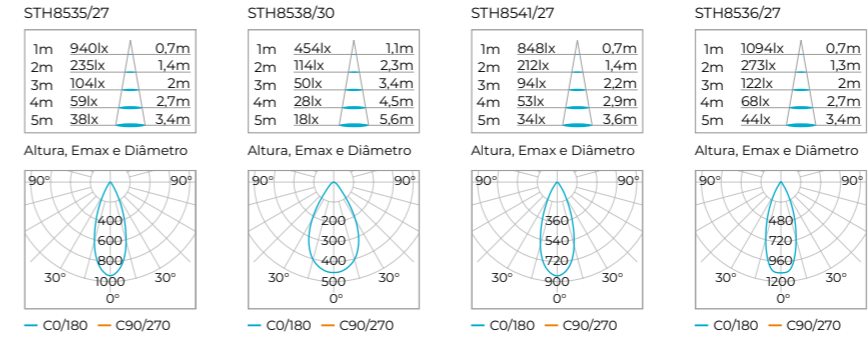 STH8535/27
1m 940lx 0,7m
2m 235lx 1,4m
3m 104lx 2m
4m 59lx 2,7m
5m 38lx 3,4m
Altura, Emax e Diâmetro
90° 90°
400
600
800
30° 1000 30°
0°
C0/180 C90/270
STH8538/30
1m 454lx 1,1m
2m 114lx 2,3m
3m 50lx 3,4m
4m 28lx 4,5m
5m 18lx 5,6m
Altura, Emax e Diâmetro
90° 90°
200
300
400
30° 500 30°
0°
C0/180 C90/270
STH8541/27
1m 848lx 0,7m
2m 212lx 1,4m
3m 94lx 2,2m
4m 53lx 2,9m
5m 34lx 3,6m
Altura, Emax e Diâmetro
90° 90°
360
540
720
30° 900 30°
0°
C0/180 C90/270
STH8536/27
1m 1094lx 0,7m
2m 273lx 1,3m
3m 122lx 2m
4m 68lx 2,7m
5m 44lx 3,4m
Altura, Emax e Diâmetro
90° 90°
480
720
960
30° 1200 30°
0°
C0/180 C90/270